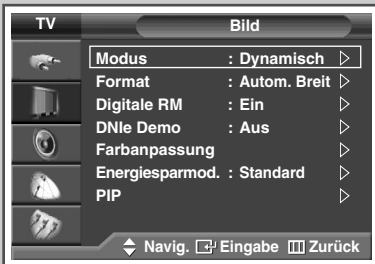 TV Bild
Modus : Dynamisch
Format : Autom. Breit
Digitale RM : Ein
DNIe Demo : Aus
Farbanpassung
Energiesparmod. : Standard
PIP
Navig. Eingabe Zurück